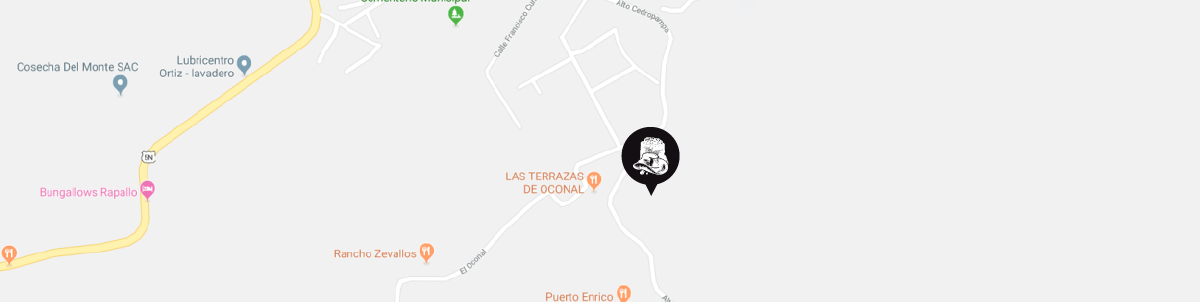 Cementerio Municipal
Alto Cedropampa
Calle Francisco Cur
Lubricentro
Ortiz - lavadero
Cosecha Del Monte SAC
5N
LAS TERRAZAS
DE OCONAL
Bungallows Rapallo
Rancho Zevallos
El Oconal
Puerto Enrico